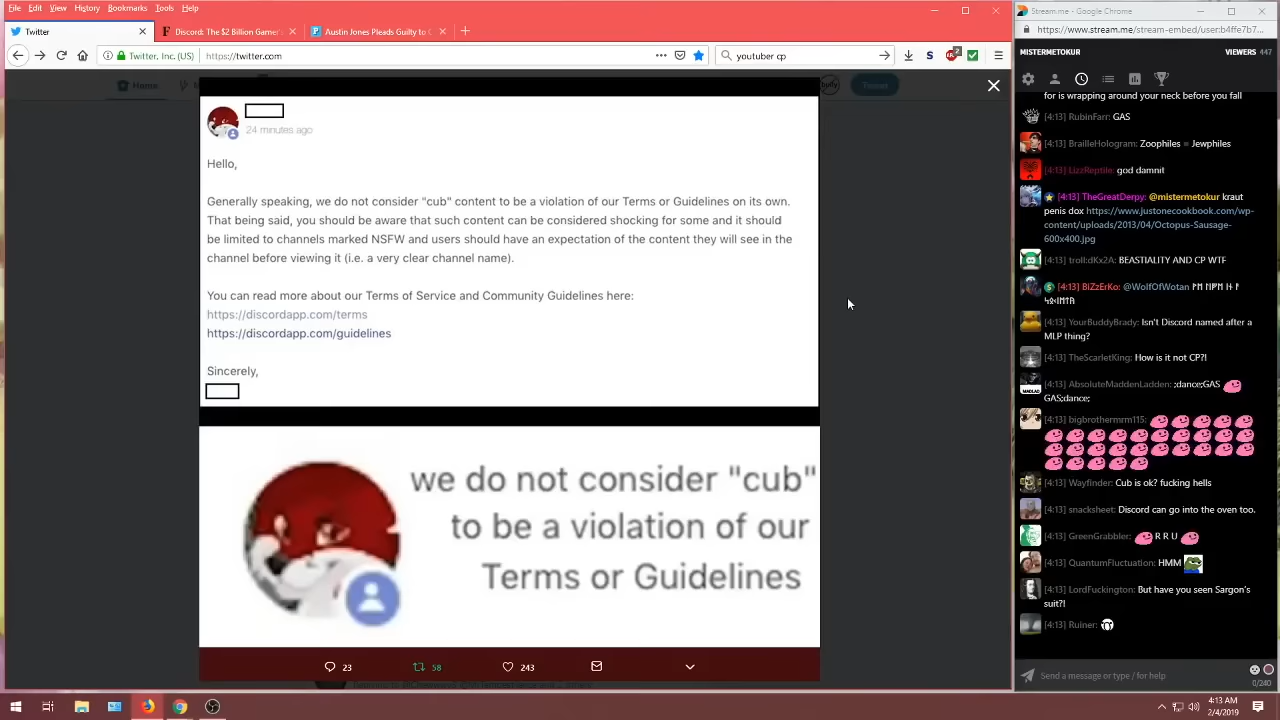 File Edit View History Bookmarks Tools Help
Twitter
Discord: The $2 Billion Gamer's
Austin Jones Pleads Guilty to C
Twitter, Inc. (US)
https://twitter.com
youtuber cp
Home
Tweet
24 minutes ago
Hello,
Generally speaking, we do not consider "cub" content to be a violation of our Terms or Guidelines on its own.
That being said, you should be aware that such content can be considered shocking for some and it should
be limited to channels marked NSFW and users should have an expectation of the content they will see in the
channel before viewing it (i.e. a very clear channel name).
You can read more about our Terms of Service and Community Guidelines here:
https://discordapp.com/terms
https://discordapp.com/guidelines
Sincerely,
we do not consider "cub"
to be a violation of our
Terms or Guidelines
23
58
243
Stream.me
https://www.stream.me/stream-embed/userb4ffe7b7...
MISTERMETOKUR
VIEWERS 447
for is wrapping around your neck before you fall
[4:13] RubinFarr: GAS
[4:13] BrailleHologram: Zoophiles = Jewphiles
[4:13] LizzReptile: god damnit
[4:13] TheGreatDerpy: @mistermetokur kraut
penis dox https://www.justonecookbook.com/wp-
content/uploads/2013/04/Octopus-Sausage-
600x400.jpg
[4:13] troll:dKx2A: BEASTIALITY AND CP WTF
[4:13] BiZzErKo: @WolfOfWotan
[4:13] YourBuddyBrady: Isn't Discord named after a
MLP thing?
[4:13] TheScarletKing: How is it not CP?!
[4:13] AbsoluteMaddenLadden: ;dance;GAS
GAS;dance;
[4:13] bigbrothermrm115:
[4:13] Wayfinder: Cub is ok? fucking hells
[4:13] snacksheet: Discord can go into the oven too.
[4:13] GreenGrabbler: R R U
[4:13] QuantumFluctuation: HMM
[4:13] LordFuckington: But have you seen Sargon's
suit?!
[4:13] Ruiner:
Send a message or type / for help
0/240
4:13 AM
2/4/2019